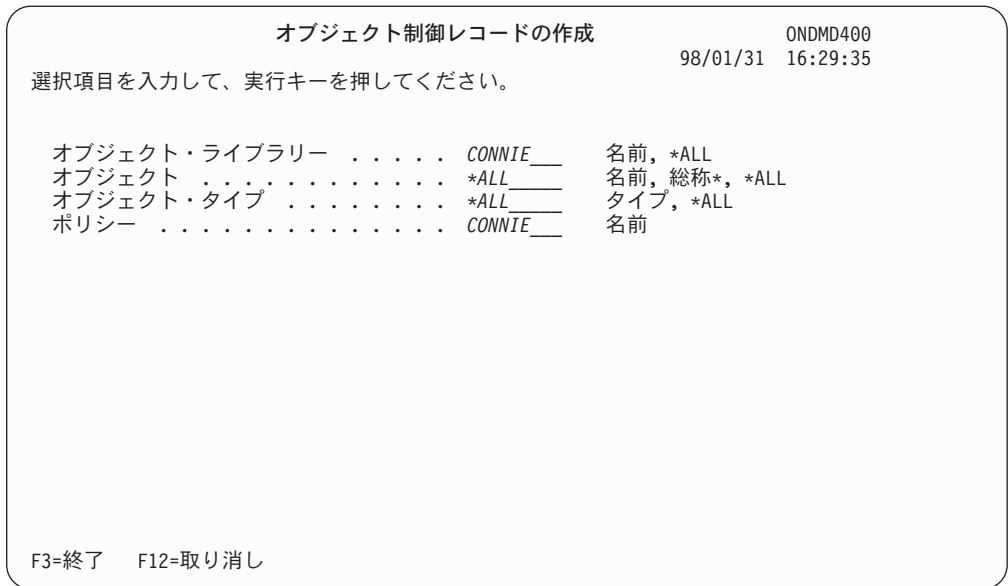 オブジェクト制御レコードの作成 ONDMD400
98/01/31 16:29:35
選択項目を入力して、実行キーを押してください。
オブジェクト・ライブラリー . . . . . CONNIE___ 名前, *ALL
オブジェクト . . . . . . . . . . . . *ALL_____ 名前, 総称*, *ALL
オブジェクト・タイプ . . . . . . . . *ALL_____ タイプ, *ALL
ポリシー . . . . . . . . . . . . . . CONNIE___ 名前
F3=終了 F12=取り消し